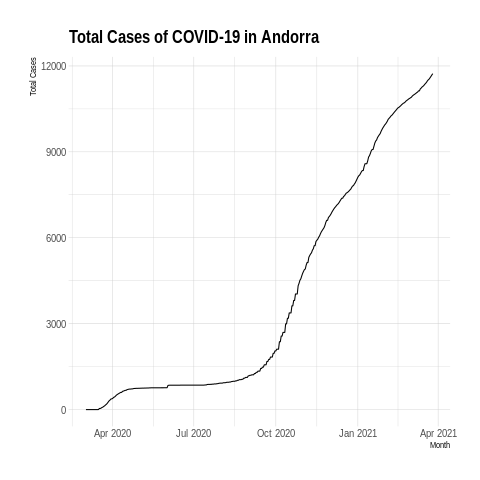 Total Cases of COVID-19 in Andorra
Total Cases
12000
9000
6000
3000
0
Apr 2020 Jul 2020 Oct 2020 Jan 2021 Apr 2021
Month